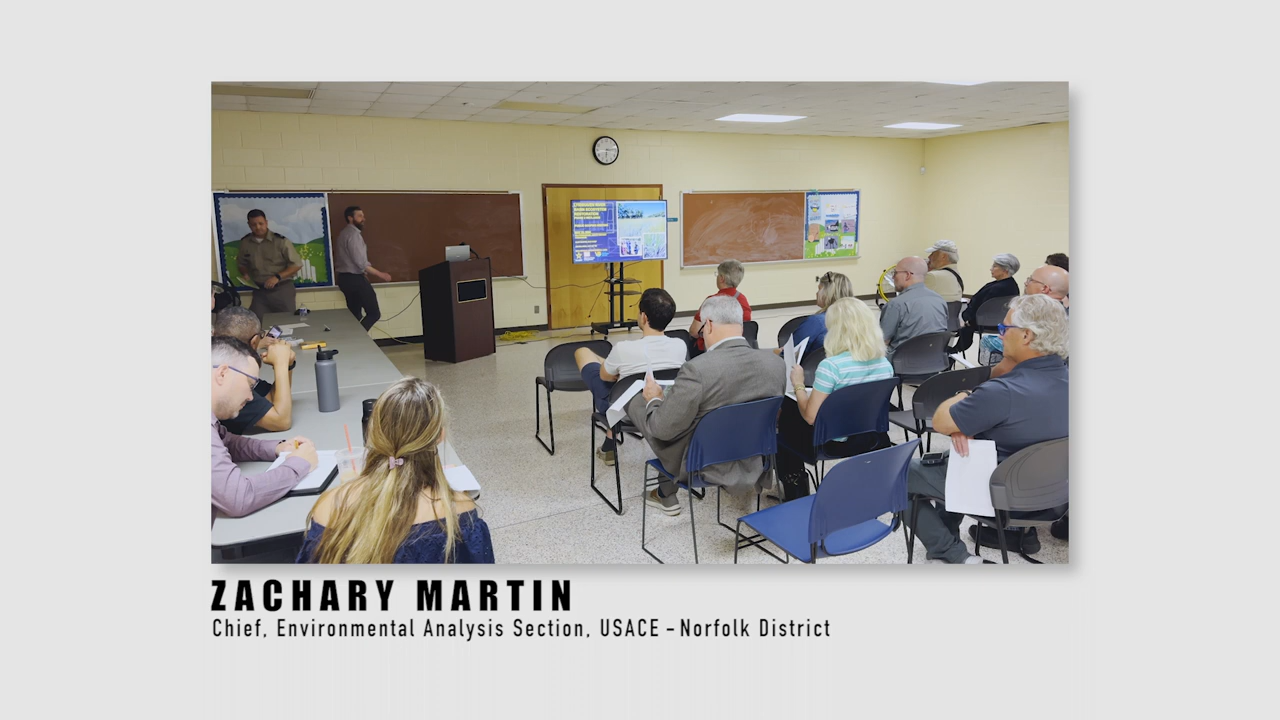 ZACHARY MARTIN
Chief, Environmental Analysis Section, USACE - Norfolk District